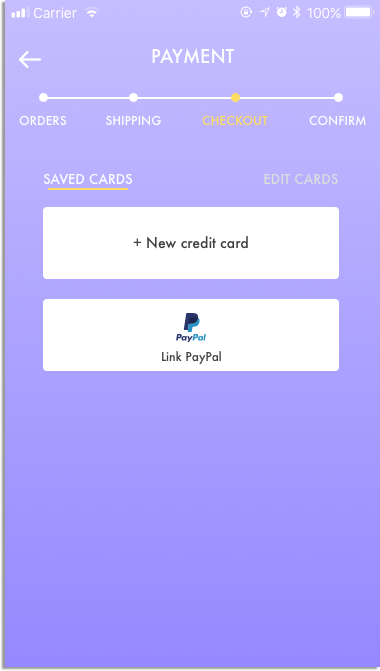 Carrier 100%
PAYMENT
ORDERS SHIPPING CHECKOUT CONFIRM
SAVED CARDS EDIT CARDS
+ New credit card
PayPal
Link PayPal